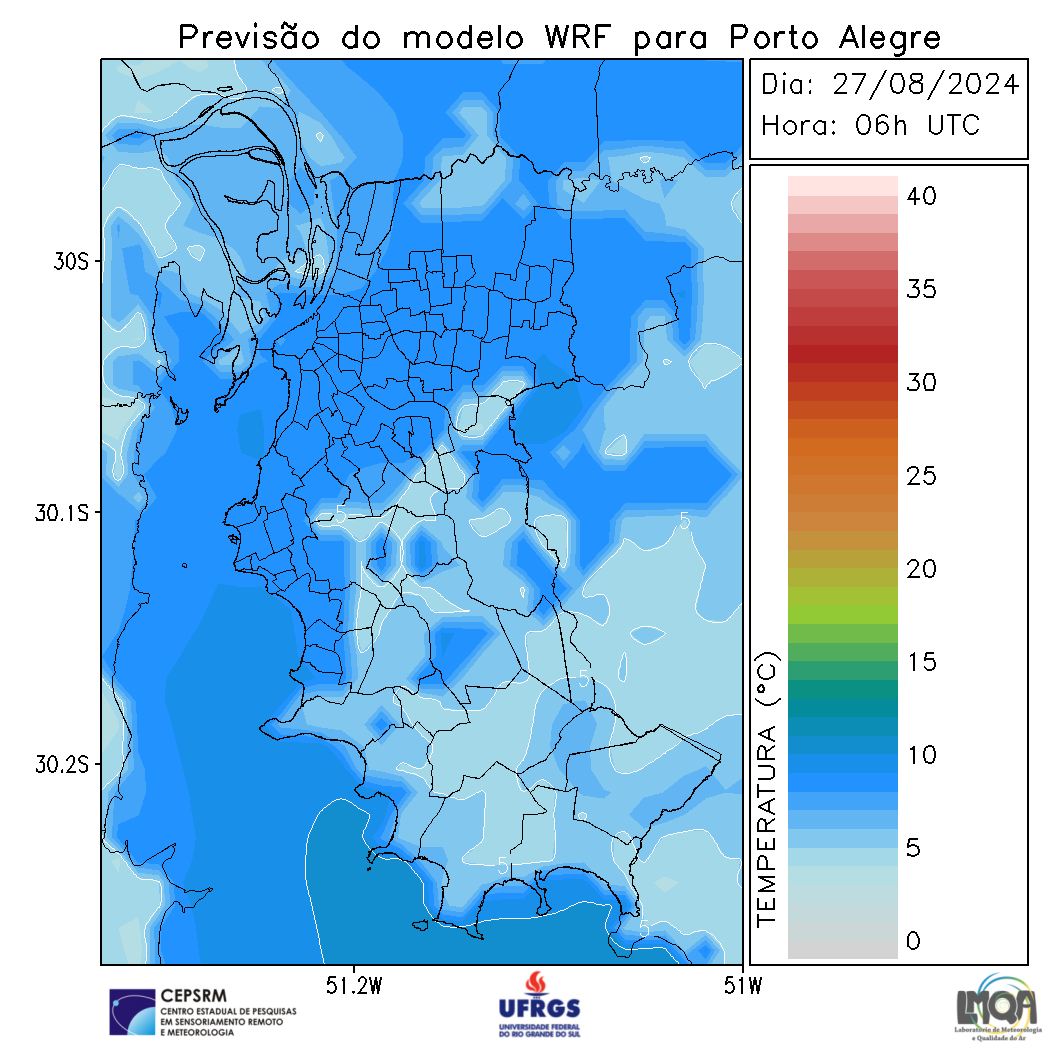 Previsão do modelo WRF para Porto Alegre
Dia: 27/08/2024
Hora: 06h UTC
40
35
30
25
20
15
10
5
0
TEMPERATURA (°C)
30S
30.1S
30.2S
51.2W
51W
5
5
5
5
5
CEPSRM
CENTRO ESTADUAL DE PESQUISAS
EM SENSORIAMENTO REMOTO
E METEOROLOGIA
UFRGS
UNIVERSIDADE FEDERAL
DO RIO GRANDE DO SUL
LMQA
Laboratório de Meteorologia
e Qualidade do Ar